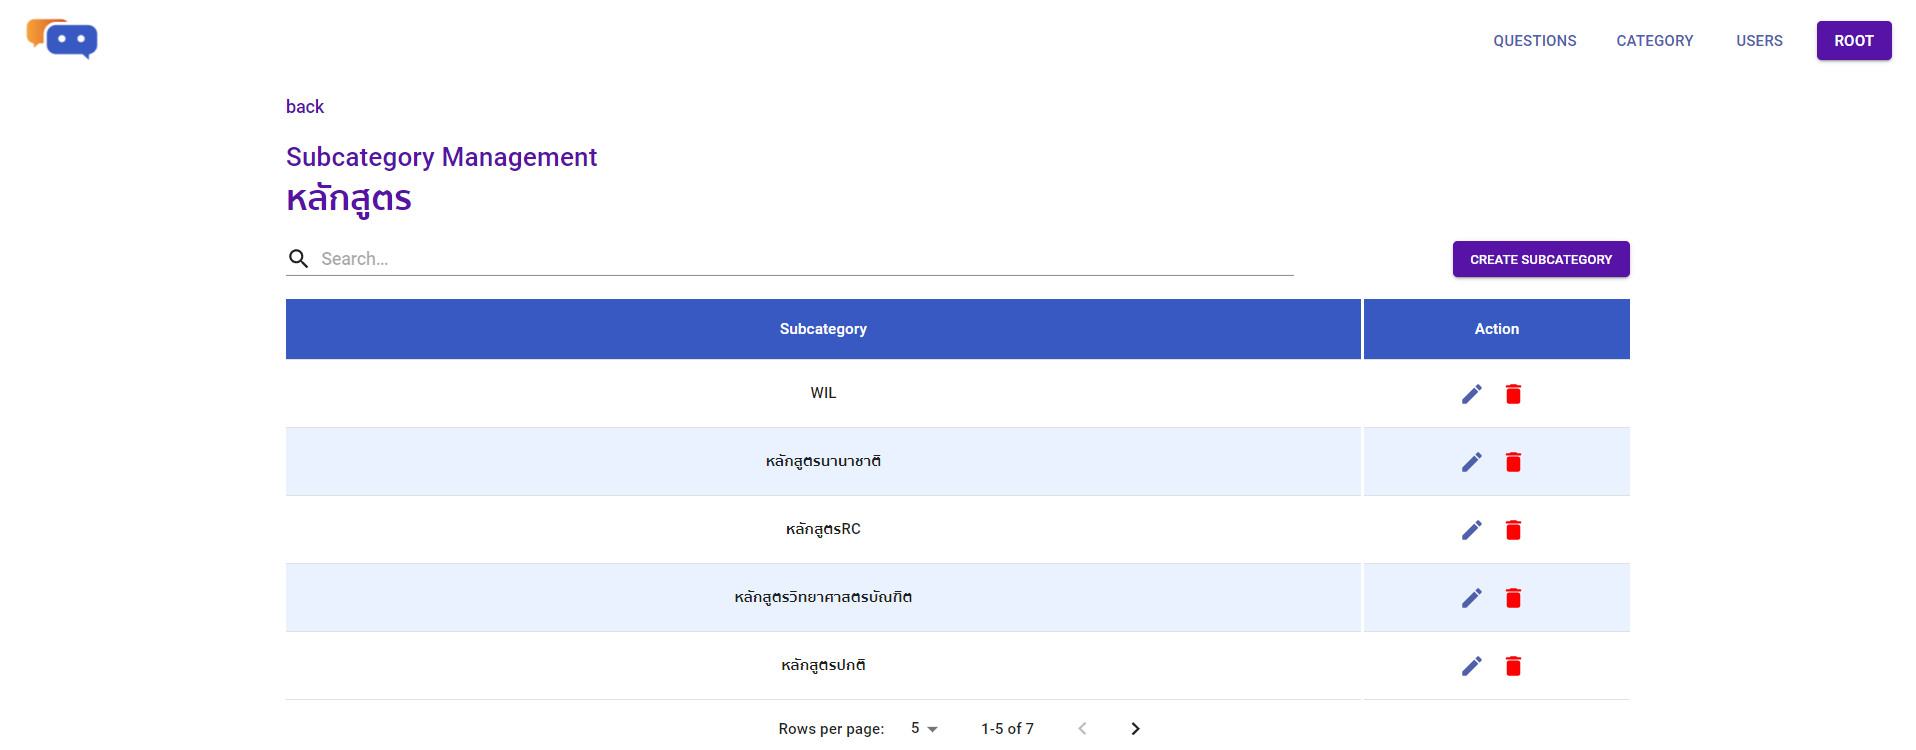 QUESTIONS CATEGORY USERS ROOT
back
Subcategory Management
หลักสูตร
Search...
CREATE SUBCATEGORY
Subcategory Action
WIL
หลักสูตรนานาชาติ
หลักสูตรRC
หลักสูตรวิทยาศาสตรบัณฑิต
หลักสูตรปกติ
Rows per page: 5 1-5 of 7